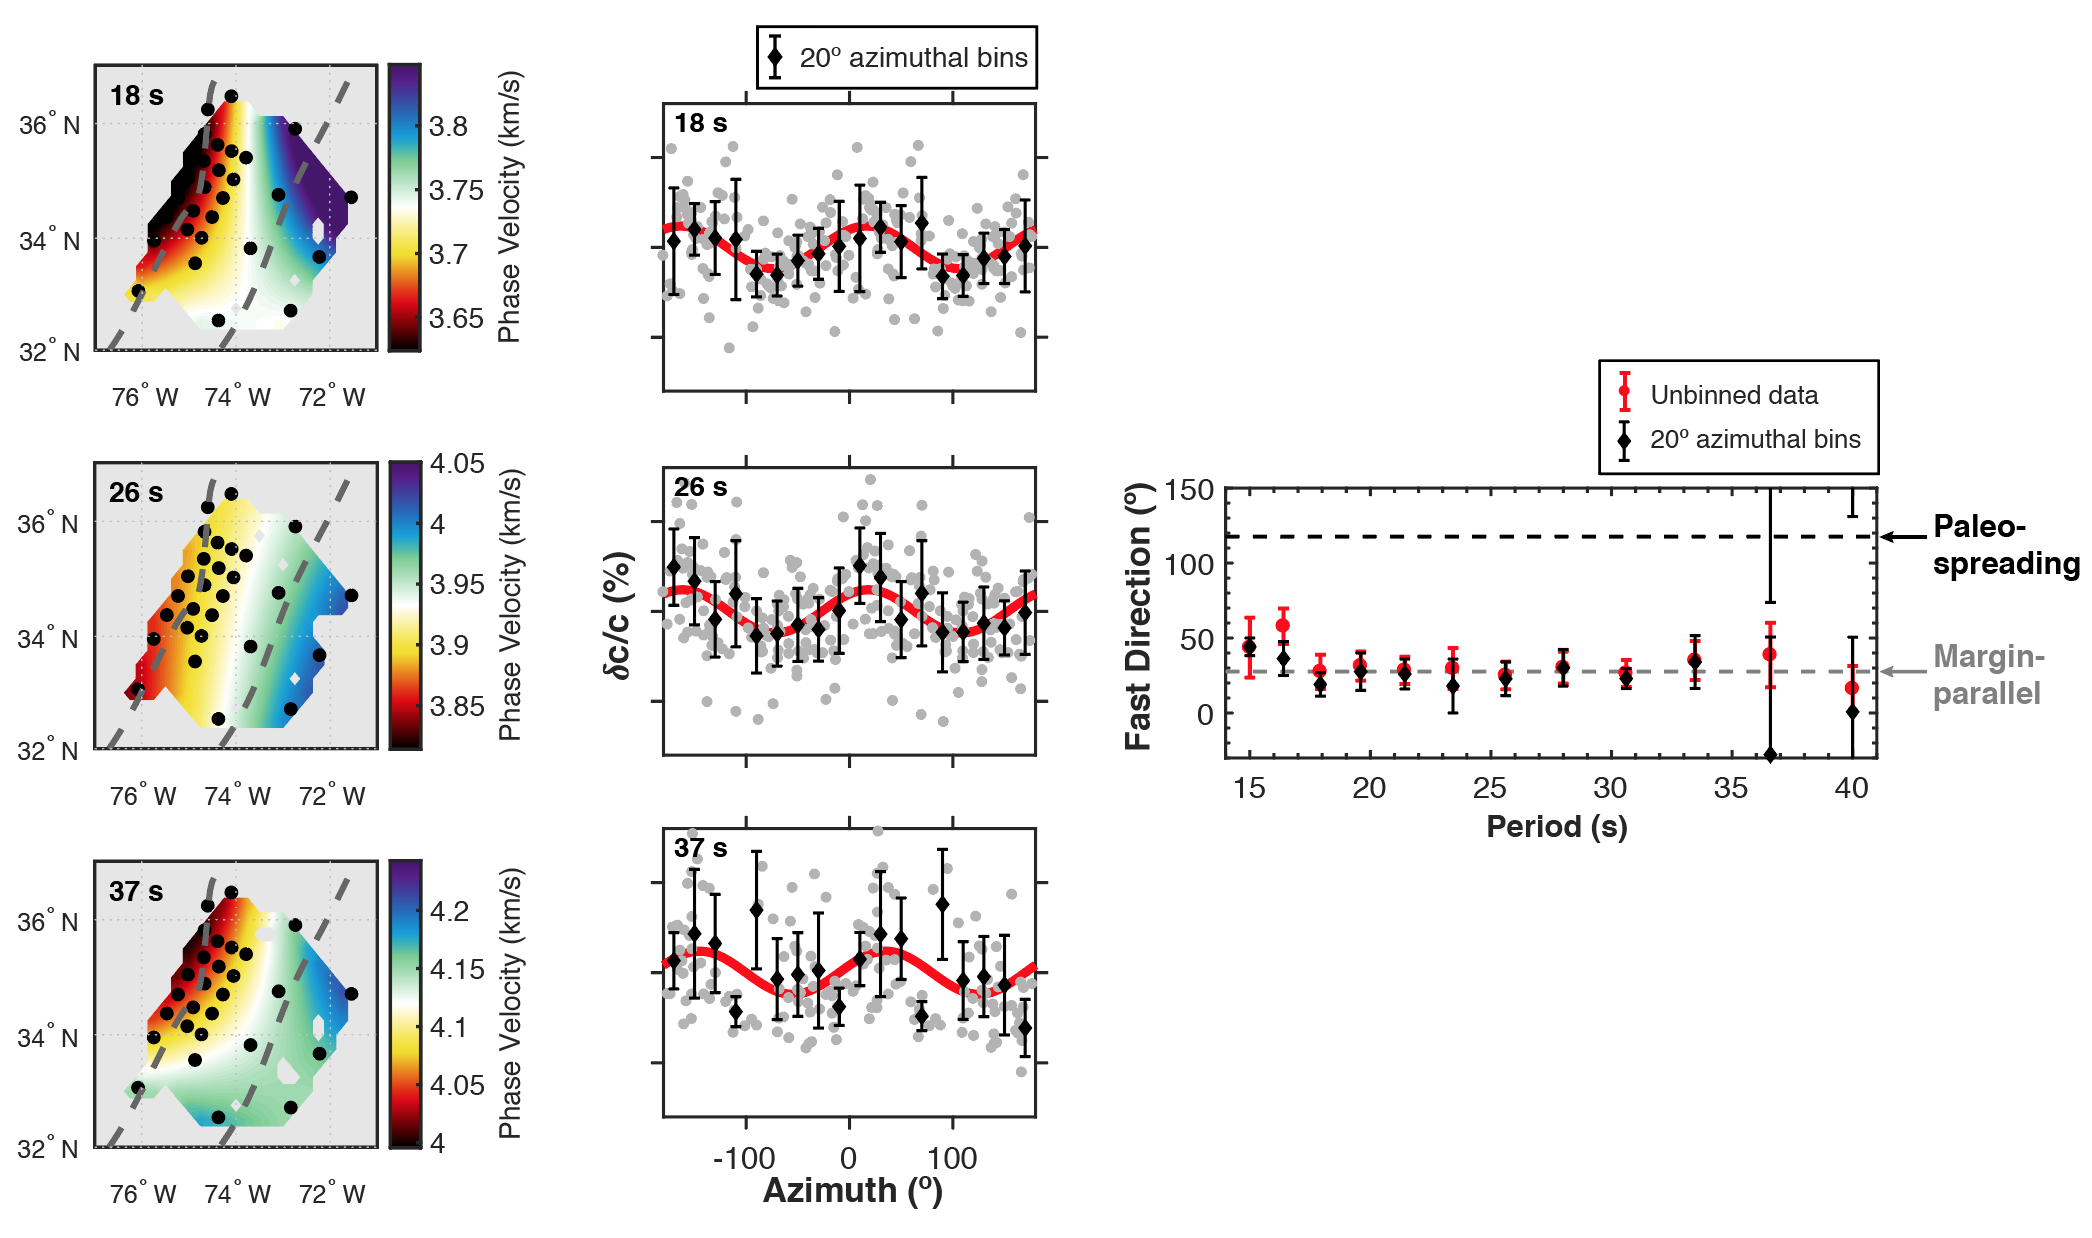 18 s
36° N
34° N
32° N
76° W
74° W
72° W
3.8
3.75
3.7
3.65
Phase Velocity (km/s)
26 s
36° N
34° N
32° N
76° W
74° W
72° W
4.05
4
3.95
3.9
3.85
Phase Velocity (km/s)
37 s
36° N
34° N
32° N
76° W
74° W
72° W
4.2
4.15
4.1
4.05
4
Phase Velocity (km/s)
20º azimuthal bins
18 s
26 s
37 s
δc/c (%)
-100
0
100
Azimuth (º)
Unbinned data
20º azimuthal bins
150
100
50
0
Fast Direction (º)
15
20
25
30
35
40
Period (s)
Paleo-
spreading
Margin-
parallel